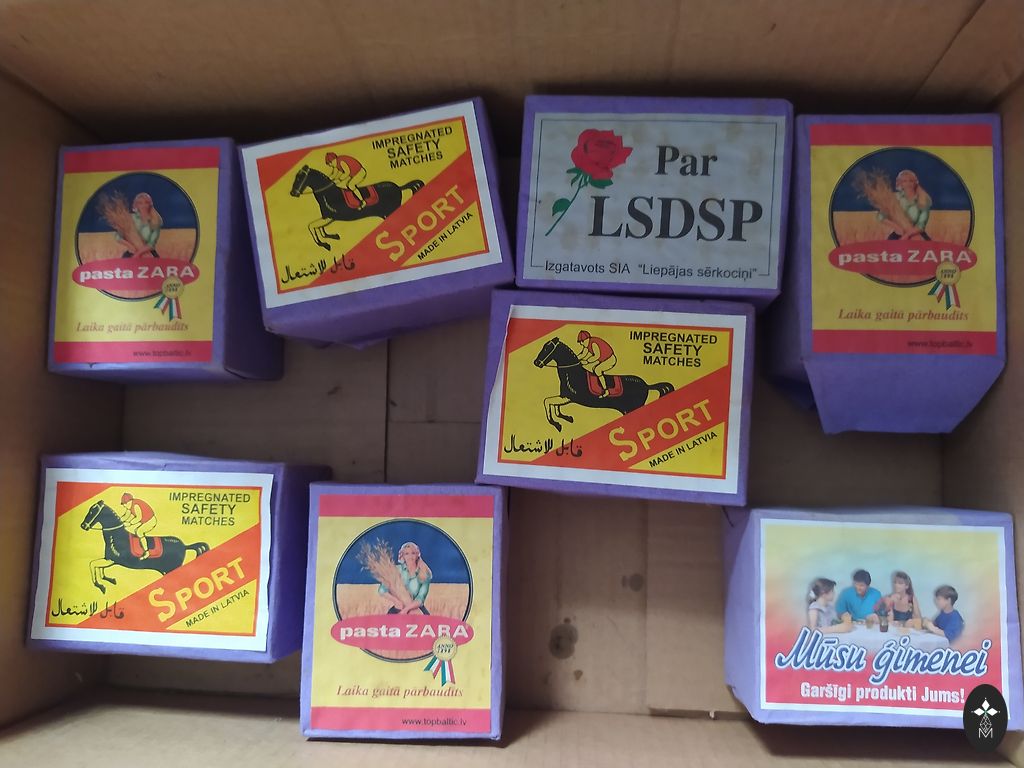 pasta ZARA
ANNO
1898
Laika gaitā pārbaudīts
www.topbaltic.lv
IMPREGNATED
SAFETY
MATCHES
SPORT
MADE IN LATVIA
قابل للاشتعال
Par
LSDSP
Izgatavots SIA "Liepājas sērkociņi"
pasta ZARA
ANNO
1898
Laika gaitā pārbaudīts
www.topbaltic.lv
IMPREGNATED
SAFETY
MATCHES
SPORT
MADE IN LATVIA
قابل للاشتعال
IMPREGNATED
SAFETY
MATCHES
SPORT
MADE IN LATVIA
قابل للاشتعال
pasta ZARA
ANNO
1898
Laika gaitā pārbaudīts
www.topbaltic.lv
Mūsu ģimenei
Garšīgi produkti Jums!
M